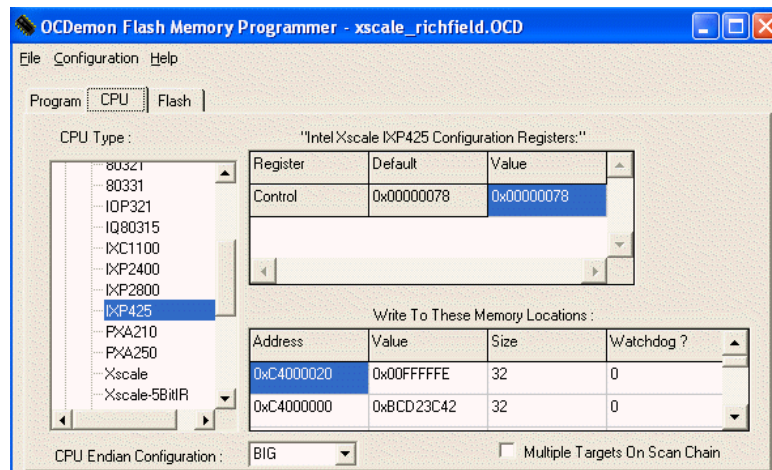 OCDemon Flash Memory Programmer - xscale_richfield.OCD
File Configuration Help
Program CPU Flash
CPU Type :
80321
80331
IOP321
IQ80315
IXC1100
IXP2400
IXP2800
IXP425
PXA210
PXA250
Xscale
Xscale-5BitIR
"Intel Xscale IXP425 Configuration Registers:"
Register Default Value
Control 0x00000078 0x00000078
Write To These Memory Locations :
Address Value Size Watchdog ?
0xC4000020 0x00FFFFFE 32 0
0xC4000000 0xBCD23C42 32 0
CPU Endian Configuration : BIG
Multiple Targets On Scan Chain